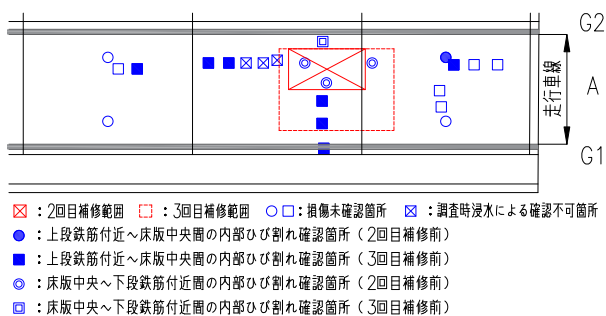 G2
A
走行車線
G1
：2回目補修範囲 ：3回目補修範囲 ：損傷未確認箇所 ：調査時浸水による確認不可箇所
：上段鉄筋付近～床版中央間の内部ひび割れ確認箇所（2回目補修前）
：上段鉄筋付近～床版中央間の内部ひび割れ確認箇所（3回目補修前）
：床版中央～下段鉄筋付近間の内部ひび割れ確認箇所（2回目補修前）
：床版中央～下段鉄筋付近間の内部ひび割れ確認箇所（3回目補修前）